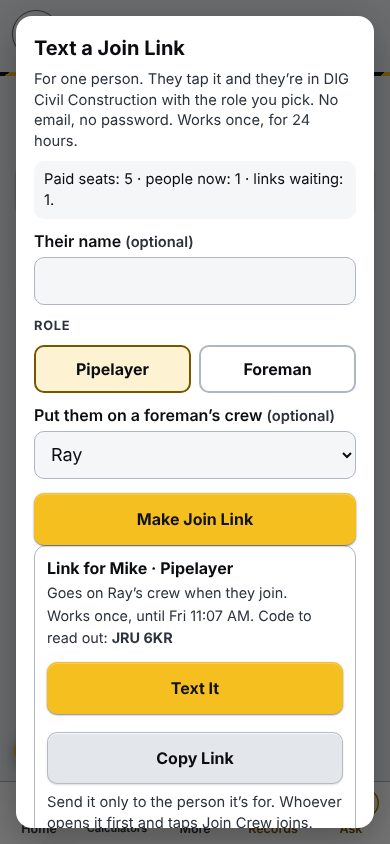 Text a Join Link
For one person. They tap it and they’re in DIG
Civil Construction with the role you pick. No
email, no password. Works once, for 24
hours.
Paid seats: 5 · people now: 1 · links waiting:
1.
Their name (optional)
ROLE
Pipelayer
Foreman
Put them on a foreman’s crew (optional)
Ray
Make Join Link
Link for Mike · Pipelayer
Goes on Ray’s crew when they join.
Works once, until Fri 11:07 AM. Code to
read out: JRU 6KR
Text It
Copy Link
Send it only to the person it’s for. Whoever
opens it first and taps Join Crew joins.
Home Calculators More Records Ask